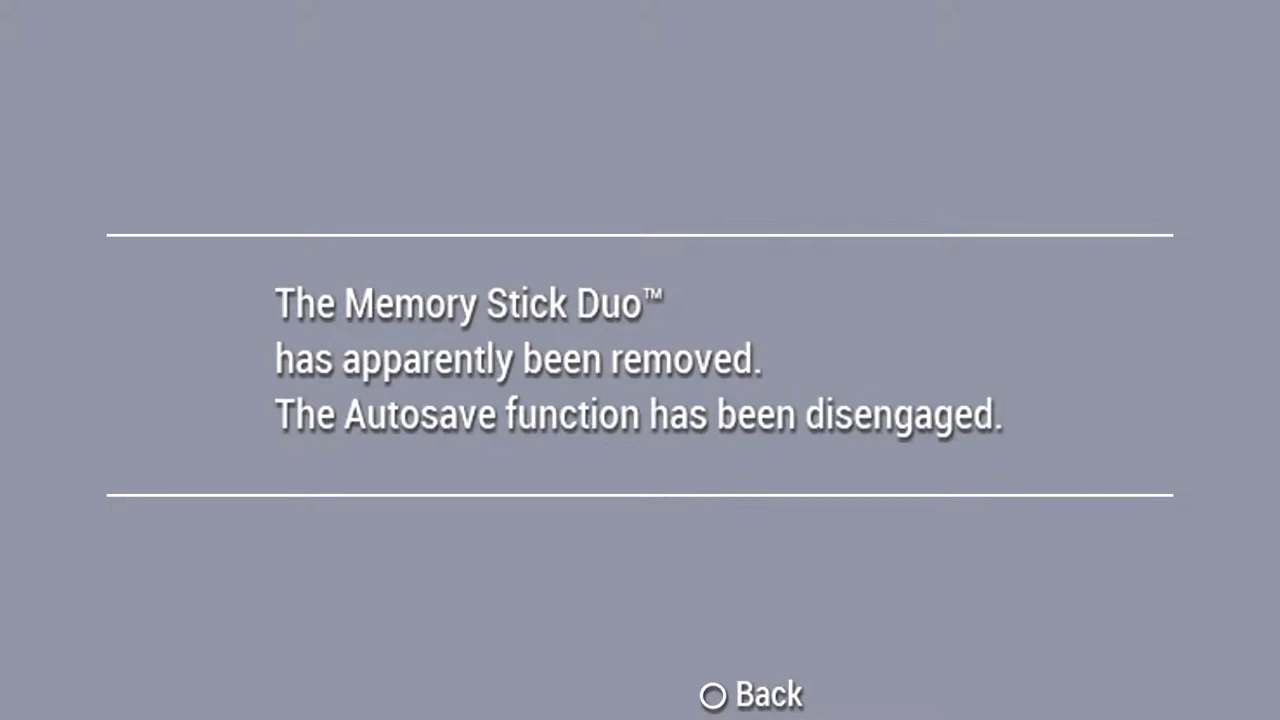 The Memory Stick Duo™
has apparently been removed.
The Autosave function has been disengaged.
Back